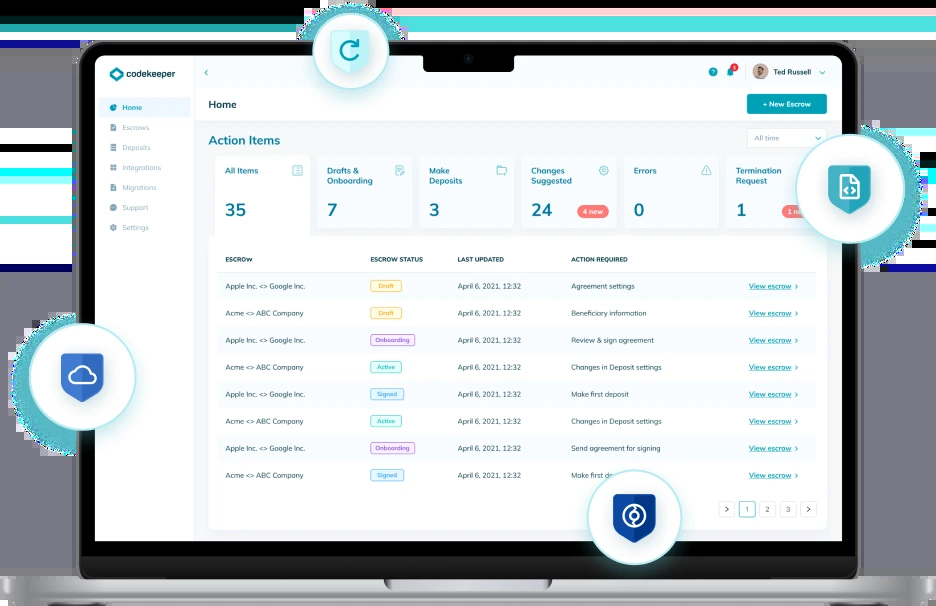 codekeeper
3
Ted Russell
Home
Escrows
Deposits
Integrations
Migrations
Support
Settings
Home
+ New Escrow
Action Items
All time
All Items
35
Drafts &
Onboarding
7
Make
Deposits
3
Changes
Suggested
24
4 new
Errors
0
Termination
Request
1
ESCROW ESCROW STATUS LAST UPDATED ACTION REQUIRED
Apple Inc. <> Google Inc. Draft April 6, 2021, 12:32 Agreement settings View escrow
Acme <> ABC Company Draft April 6, 2021, 12:32 Beneficiary information View escrow
Apple Inc. <> Google Inc. Onboarding April 6, 2021, 12:32 Review & sign agreement View escrow
Acme <> ABC Company Active April 6, 2021, 12:32 Changes in Deposit settings View escrow
Apple Inc. <> Google Inc. Signed April 6, 2021, 12:32 Make first deposit View escrow
Acme <> ABC Company Active April 6, 2021, 12:32 Changes in Deposit settings View escrow
Apple Inc. <> Google Inc. Onboarding April 6, 2021, 12:32 Send agreement for signing View escrow
Acme <> ABC Company Signed April 6, 2021, 12:32 Make first View escrow
1 2 3